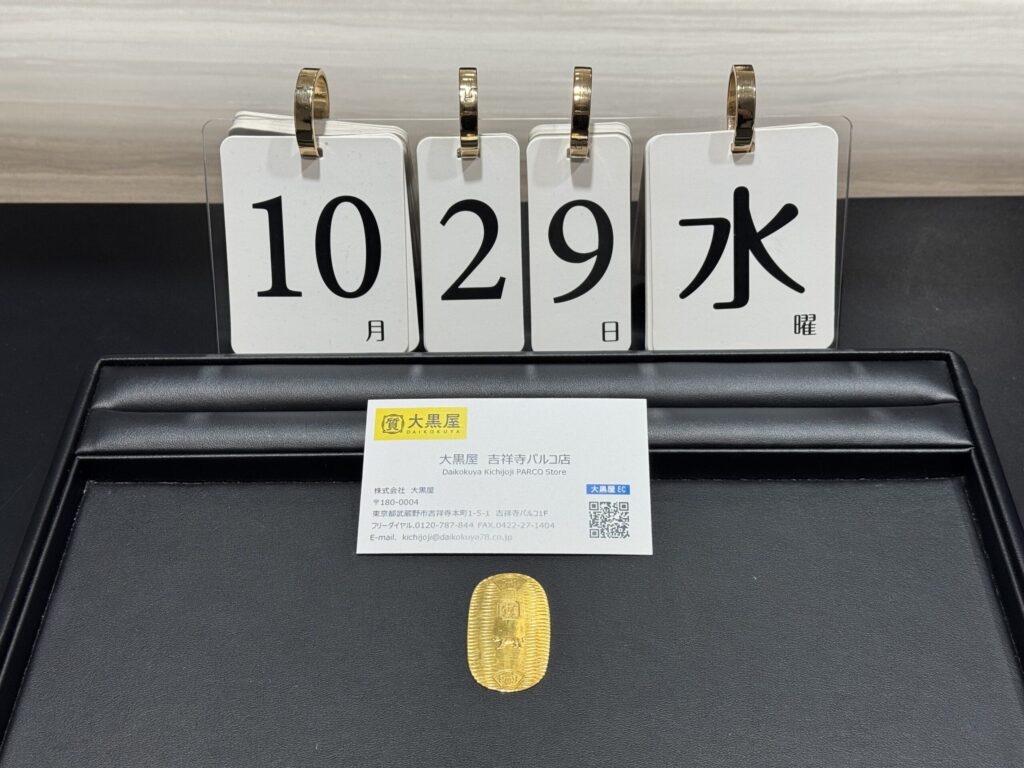 10月 29日 水曜
質 大黒屋
DAIKOKUYA
大黒屋 吉祥寺パルコ店
Daikokuya Kichijoji PARCO Store
株式会社 大黒屋
〒180-0004
東京都武蔵野市吉祥寺本町1-5-1 吉祥寺パルコ1F
フリーダイヤル.0120-787-844 FAX.0422-27-1404
E-mail. kichijoji@daikokuya78.co.jp
大黒屋 EC